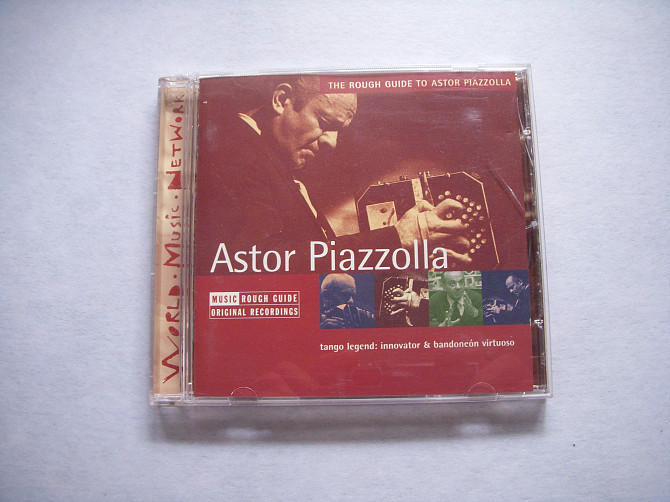 THE ROUGH GUIDE TO ASTOR PIAZZOLLA
WORLD · MUSIC · NETWORK
Astor Piazzolla
MUSIC ROUGH GUIDE
ORIGINAL RECORDINGS
tango legend: innovator & bandoneón virtuoso